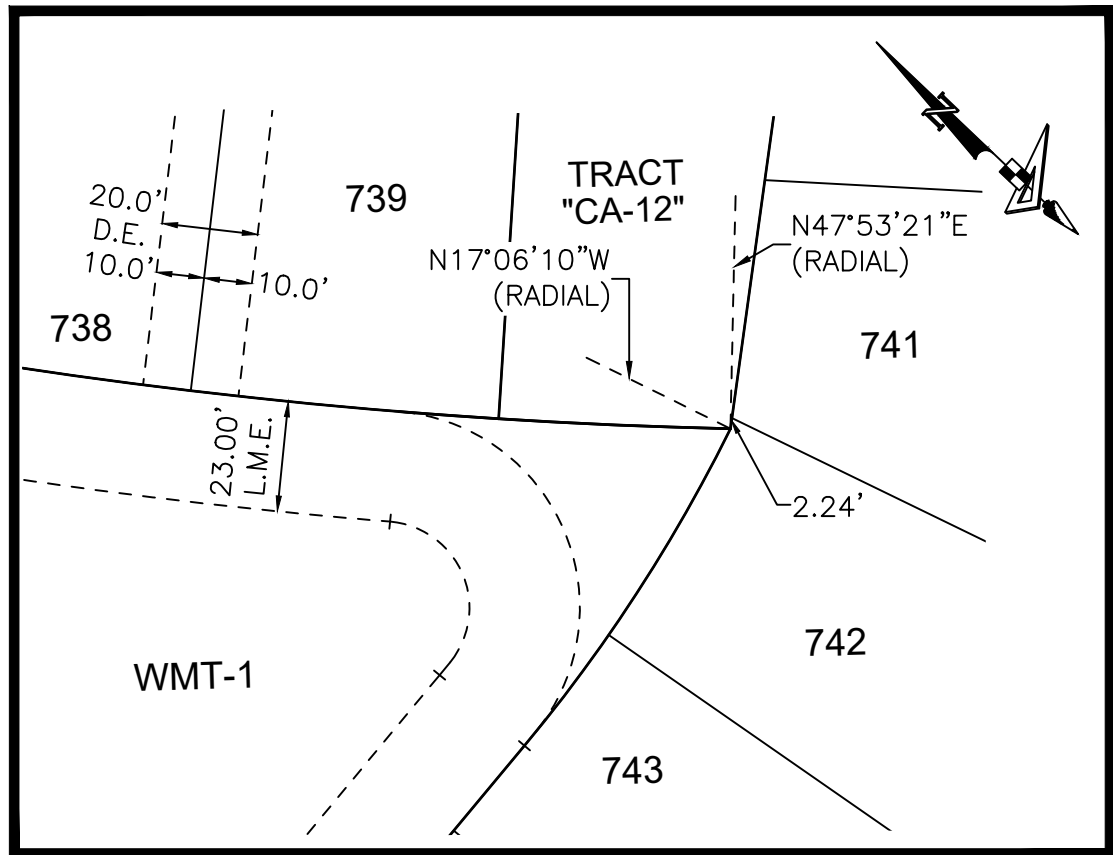 TRACT
"CA-12"
739
20.0'
D.E.
10.0'
10.0'
738
N17°06'10"W
(RADIAL)
N47°53'21"E
(RADIAL)
741
23.00'
L.M.E.
2.24'
742
WMT-1
743
N